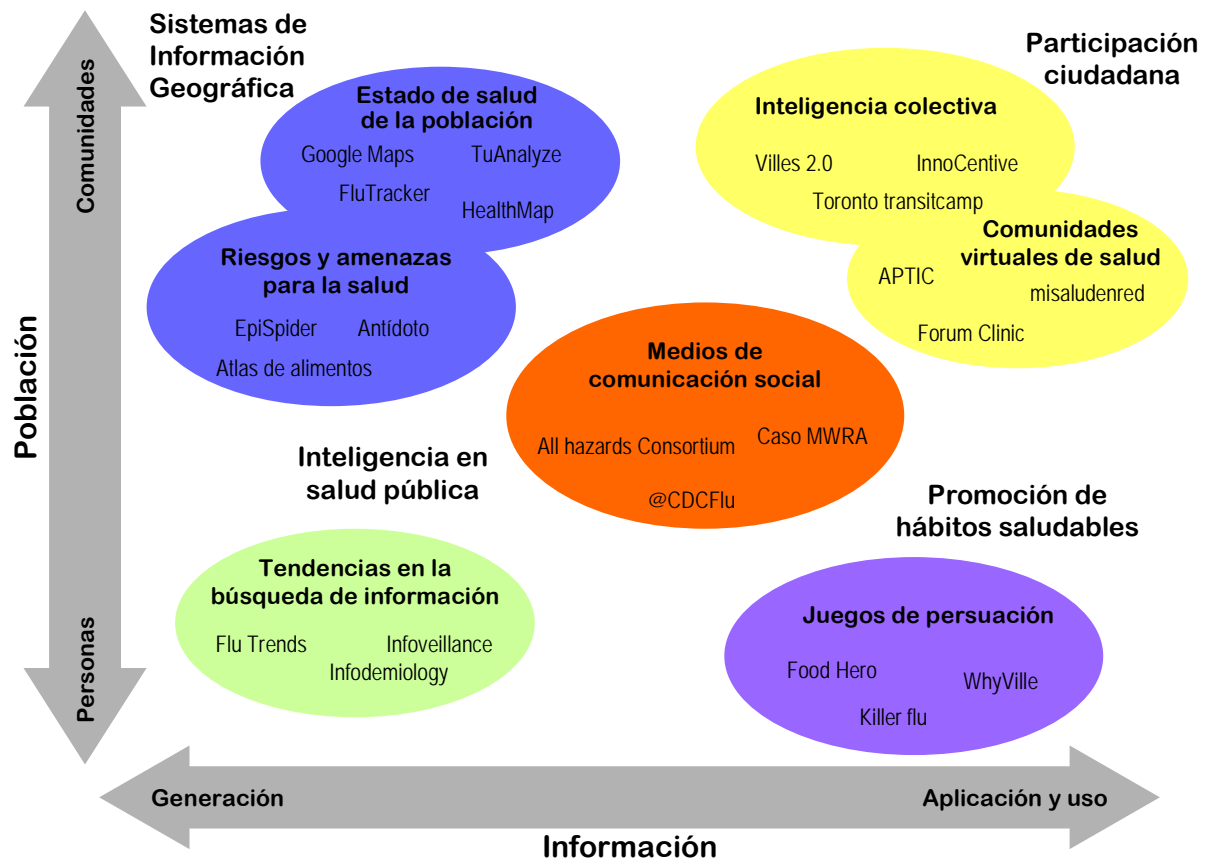 Sistemas de
Información
Geográfica
Participación
ciudadana
Estado de salud
de la población
Google Maps TuAnalyze
FluTracker
HealthMap
Inteligencia colectiva
Villes 2.0 InnoCentive
Toronto transitcamp
Comunidades
virtuales de salud
APTIC
misaludenred
Forum Clinic
Riesgos y amenazas
para la salud
EpiSpider Antídoto
Atlas de alimentos
Medios de
comunicación social
All hazards Consortium Caso MWRA
@CDCFlu
Inteligencia en
salud pública
Promoción de
hábitos saludables
Tendencias en la
búsqueda de información
Flu Trends Infoveillance
Infodemiology
Juegos de persuación
Food Hero WhyVille
Killer flu
Población
Comunidades
Personas
Generación Aplicación y uso
Información